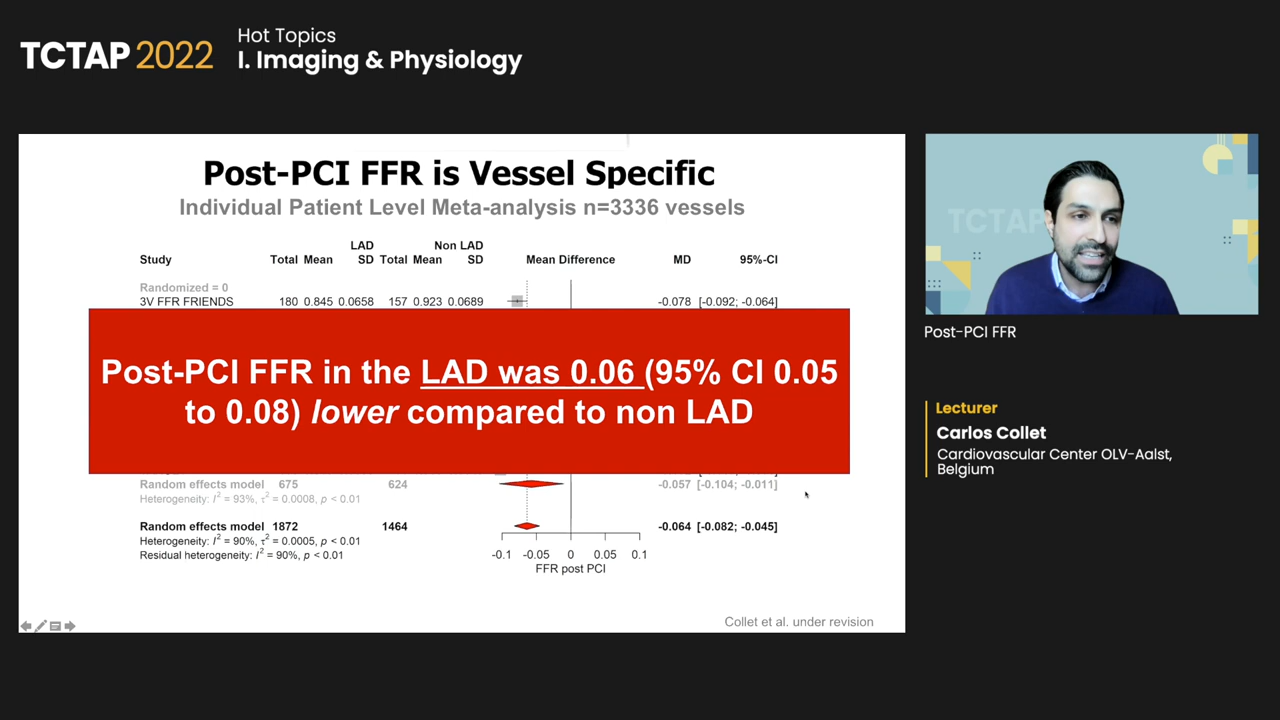 TCTAP 2022
Hot Topics
I. Imaging & Physiology
Post-PCI FFR is Vessel Specific
Individual Patient Level Meta-analysis n=3336 vessels
LAD Non LAD
Study Total Mean SD Total Mean SD Mean Difference MD 95%-CI
Randomized = 0
3V FFR FRIENDS 180 0.845 0.0658 157 0.923 0.0689 -0.078 [-0.092; -0.064]
Post-PCI FFR in the LAD was 0.06 (95% CI 0.05
to 0.08) lower compared to non LAD
Random effects model 675 624 -0.057 [-0.104; -0.011]
Heterogeneity: I² = 93%, τ² = 0.0008, p < 0.01
Random effects model 1872 1464 -0.064 [-0.082; -0.045]
Heterogeneity: I² = 90%, τ² = 0.0005, p < 0.01
Residual heterogeneity: I² = 90%, p < 0.01
-0.1 -0.05 0 0.05 0.1
FFR post PCI
Collet et al. under revision
TCTAP
Post-PCI FFR
Lecturer
Carlos Collet
Cardiovascular Center OLV-Aalst,
Belgium